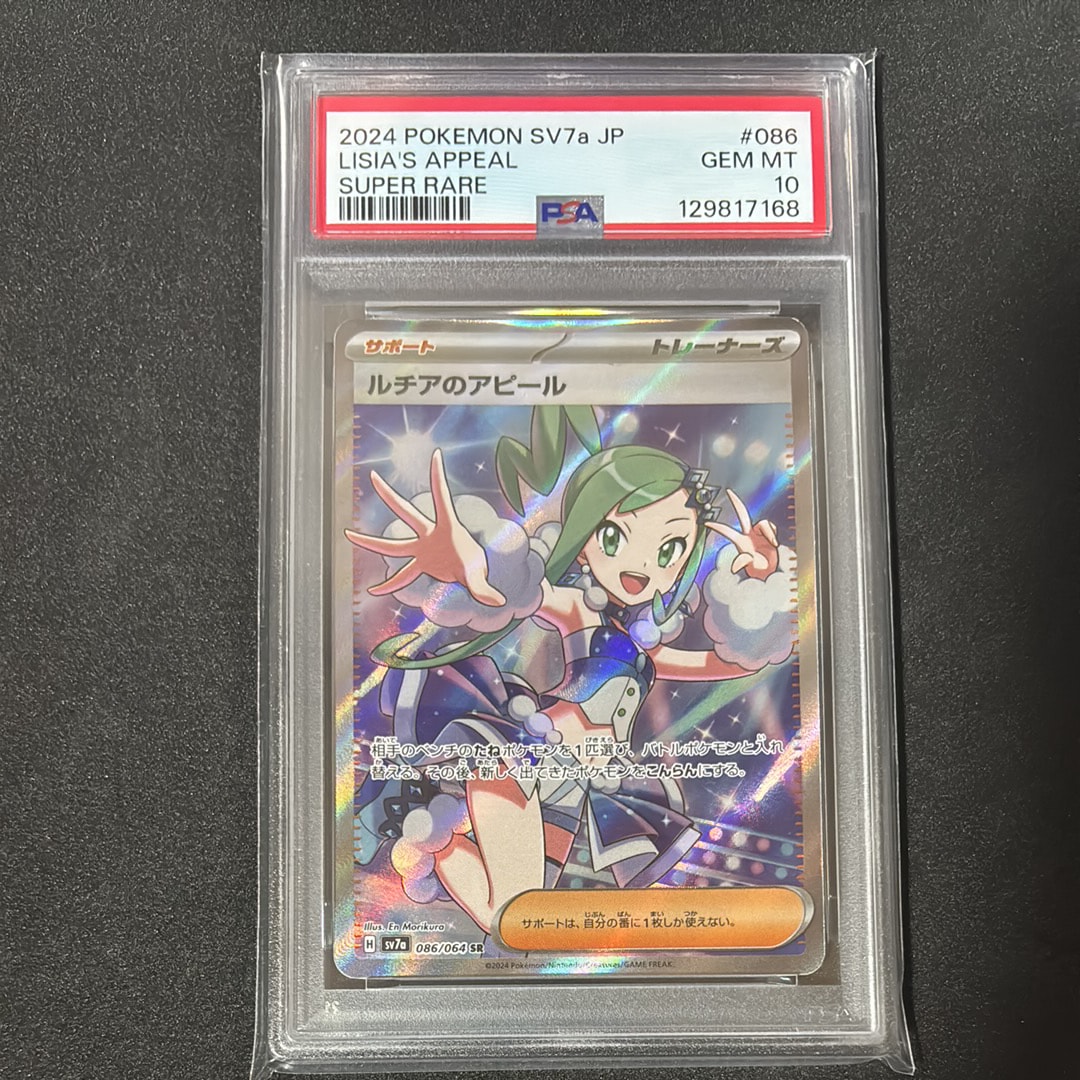 2024 POKEMON SV7a JP #086
LISIA'S APPEAL GEM MT
SUPER RARE 10
PSA 129817168
サポート トレーナーズ
ルチアのアピール
相手のベンチのたねポケモンを1匹選び、バトルポケモンと入れ
替える。その後、新しく出てきたポケモンをこんらんにする。
サポートは、自分の番に1枚しか使えない。
Illus. En Morikura
H sv7a 086/064 SR
©2024 Pokémon/Nintendo/Creatures/GAME FREAK.